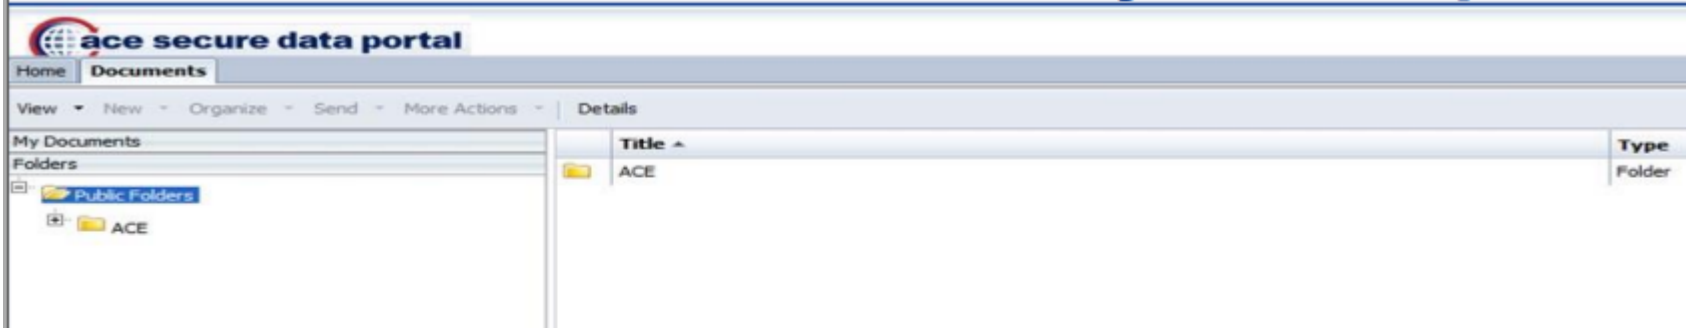 ace secure data portal
Home Documents
View New Organize Send More Actions Details
My Documents
Folders
Public Folders
ACE
Title Type
ACE Folder